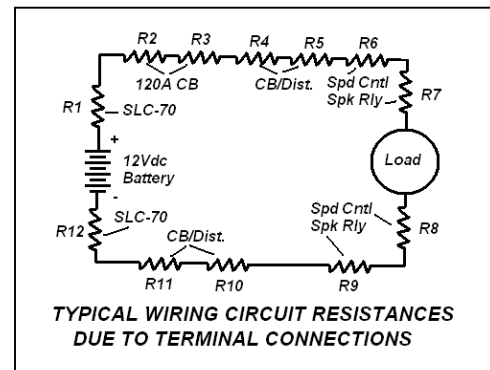 R2 R3 R4 R5 R6
120A CB CB/Dist. Spd Cntl
Spk Rly R7
R1 SLC-70
+
12Vdc Load
Battery
-
SLC-70 Spd Cntl
R12 CB/Dist. Spk Rly R8
R11 R10 R9
TYPICAL WIRING CIRCUIT RESISTANCES
DUE TO TERMINAL CONNECTIONS